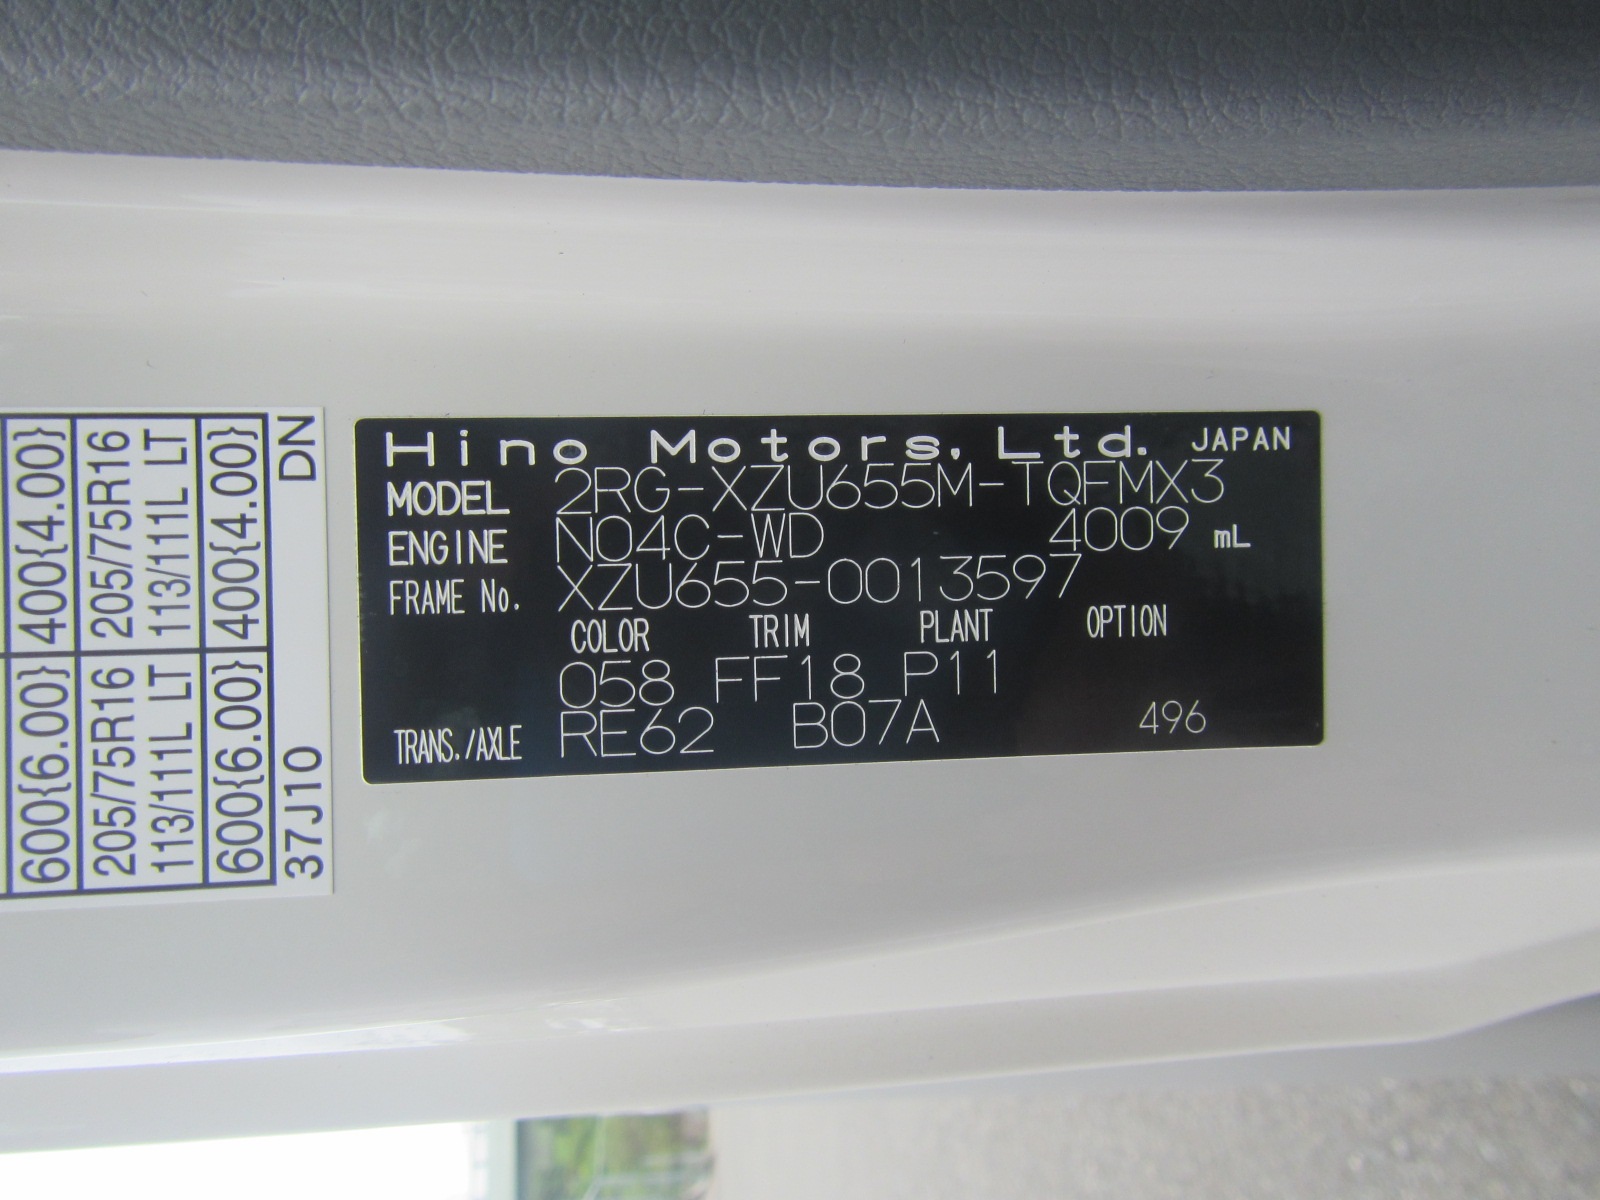 Hino Motors, Ltd. JAPAN
MODEL 2RG-XZU655M-TQFMX3
ENGINE N04C-WD 4009 mL
FRAME No. XZU655-0013597
COLOR TRIM PLANT OPTION
058 FF18 P11
TRANS./AXLE RE62 B07A 496
600{6.00} 400{4.00}
205/75R16 205/75R16
113/111L LT 113/111L LT
600{6.00} 400{4.00}
37J10 DN